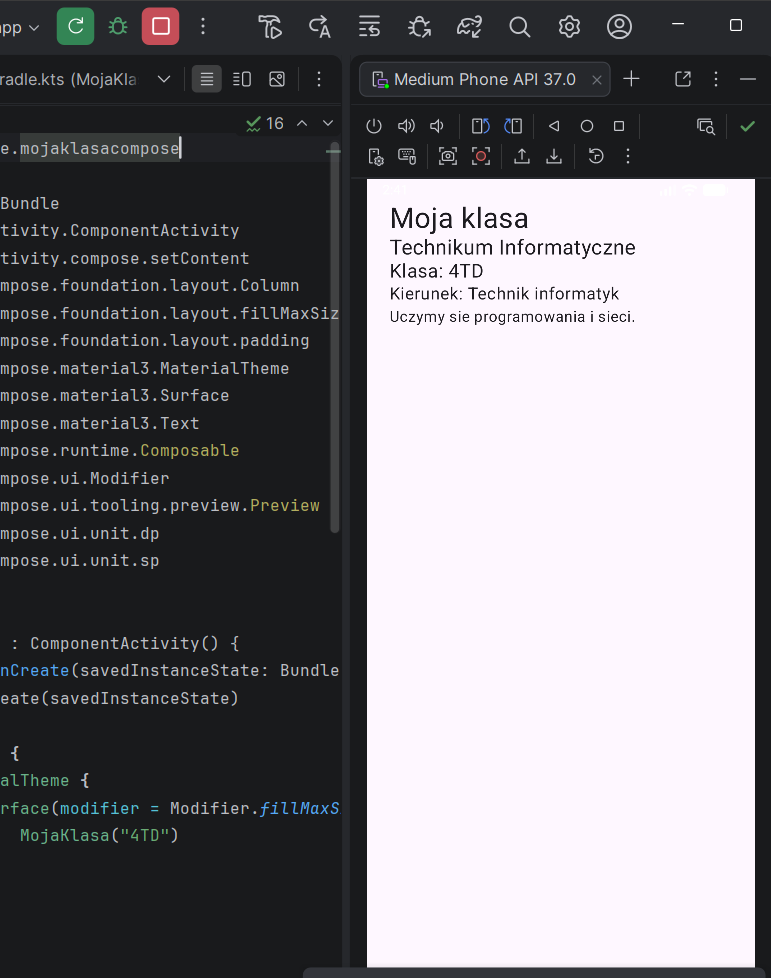 pp
radle.kts (MojaKla
16
e.mojaklasacompose
Bundle
tivity.ComponentActivity
tivity.compose.setContent
mpose.foundation.layout.Column
mpose.foundation.layout.fillMaxSiz
mpose.foundation.layout.padding
mpose.material3.MaterialTheme
mpose.material3.Surface
mpose.material3.Text
mpose.runtime.Composable
mpose.ui.Modifier
mpose.ui.tooling.preview.Preview
mpose.ui.unit.dp
mpose.ui.unit.sp
: ComponentActivity() {
nCreate(savedInstanceState: Bundle
eate(savedInstanceState)
{
alTheme {
rface(modifier = Modifier.fillMaxS
MojaKlasa("4TD")
Medium Phone API 37.0
Moja klasa
Technikum Informatyczne
Klasa: 4TD
Kierunek: Technik informatyk
Uczymy sie programowania i sieci.